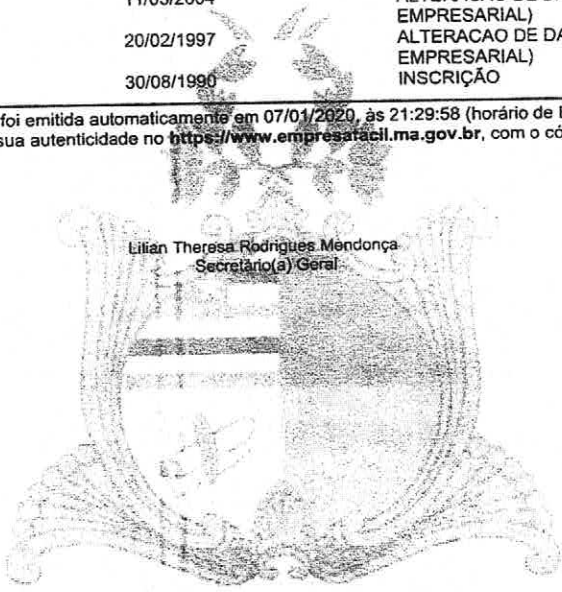 EMPRESARIAL)
20/02/1997 ALTERACAO DE DA
EMPRESARIAL)
30/08/1990 INSCRIÇÃO
foi emitida automaticamente em 07/01/2020, às 21:29:58 (horário de
sua autenticidade no https://www.empresafacil.ma.gov.br, com o có
Lilian Theresa Rodrigues Mendonça
Secretário(a) Geral